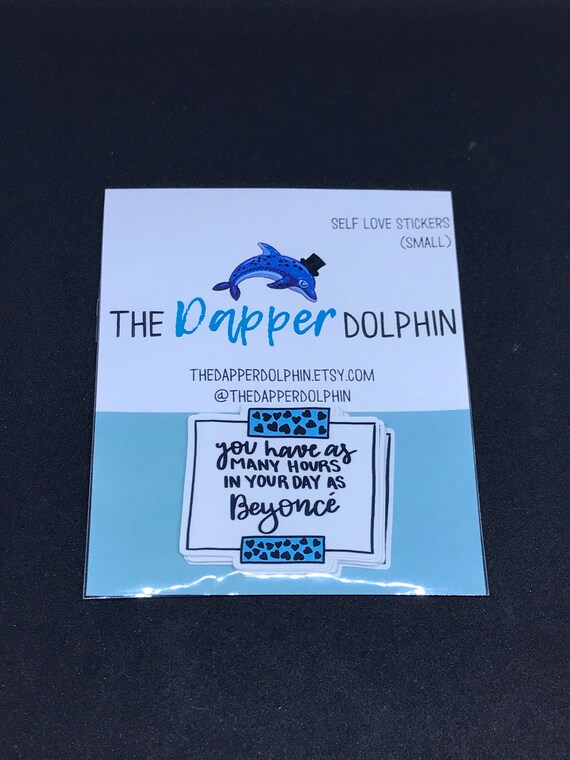 SELF LOVE STICKERS
(SMALL)
THE Dapper DOLPHIN
THEDAPPERDOLPHIN.ETSY.COM
@THEDAPPERDOLPHIN
you have as
MANY HOURS
IN YOUR DAY AS
Beyoncé